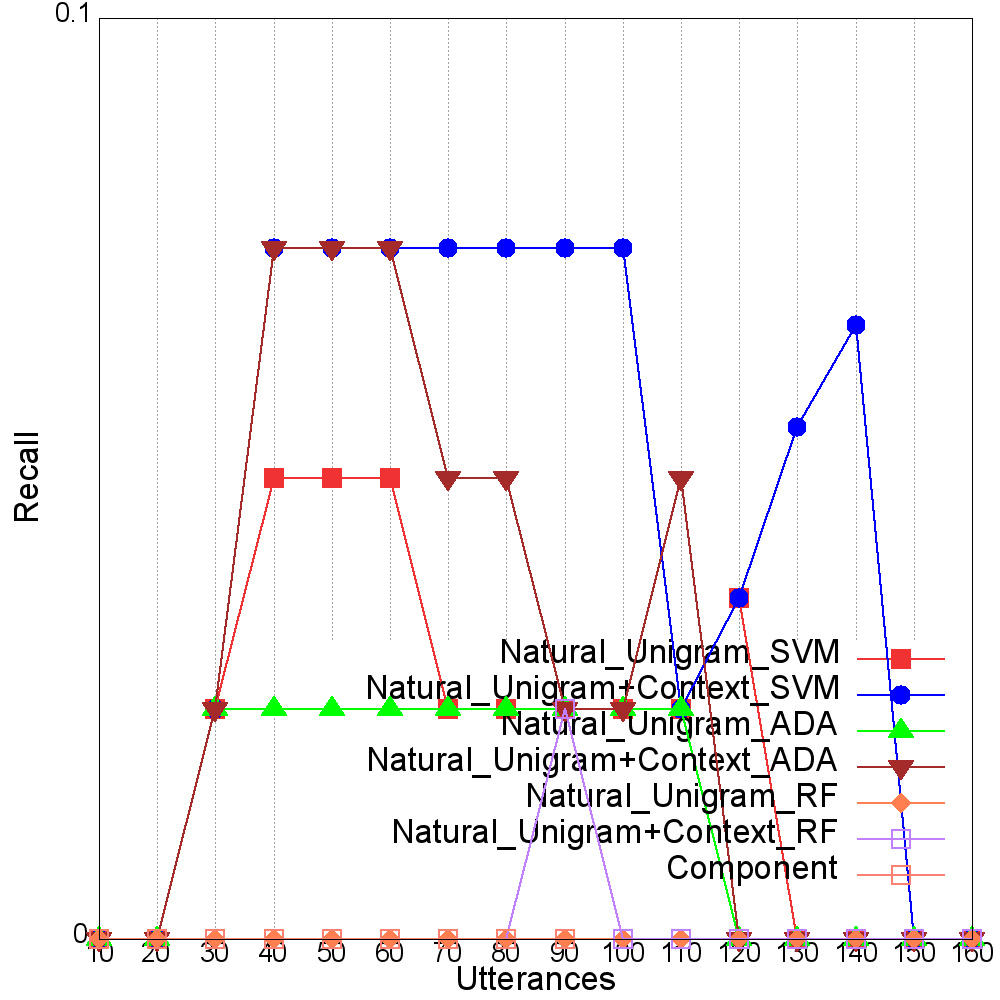 0.1
Recall
Natural_Unigram_SVM
Natural_Unigram+Context_SVM
Natural_Unigram_ADA
Natural_Unigram+Context_ADA
Natural_Unigram_RF
Natural_Unigram+Context_RF
Component
0
10 20 30 40 50 60 70 80 90 100 110 120 130 140 150 160
Utterances